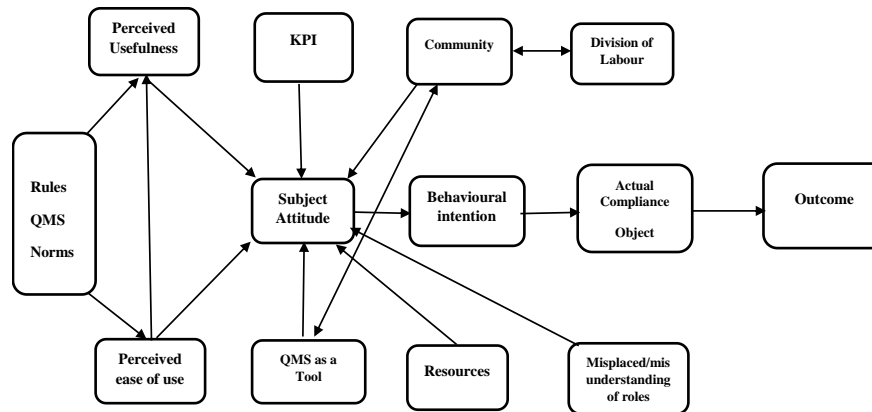 Perceived
Usefulness
KPI
Community
Division of
Labour
Rules
QMS
Norms
Subject
Attitude
Behavioural
intention
Actual
Compliance
Object
Outcome
Perceived
ease of use
QMS as a
Tool
Resources
Misplaced/mis
understanding
of roles